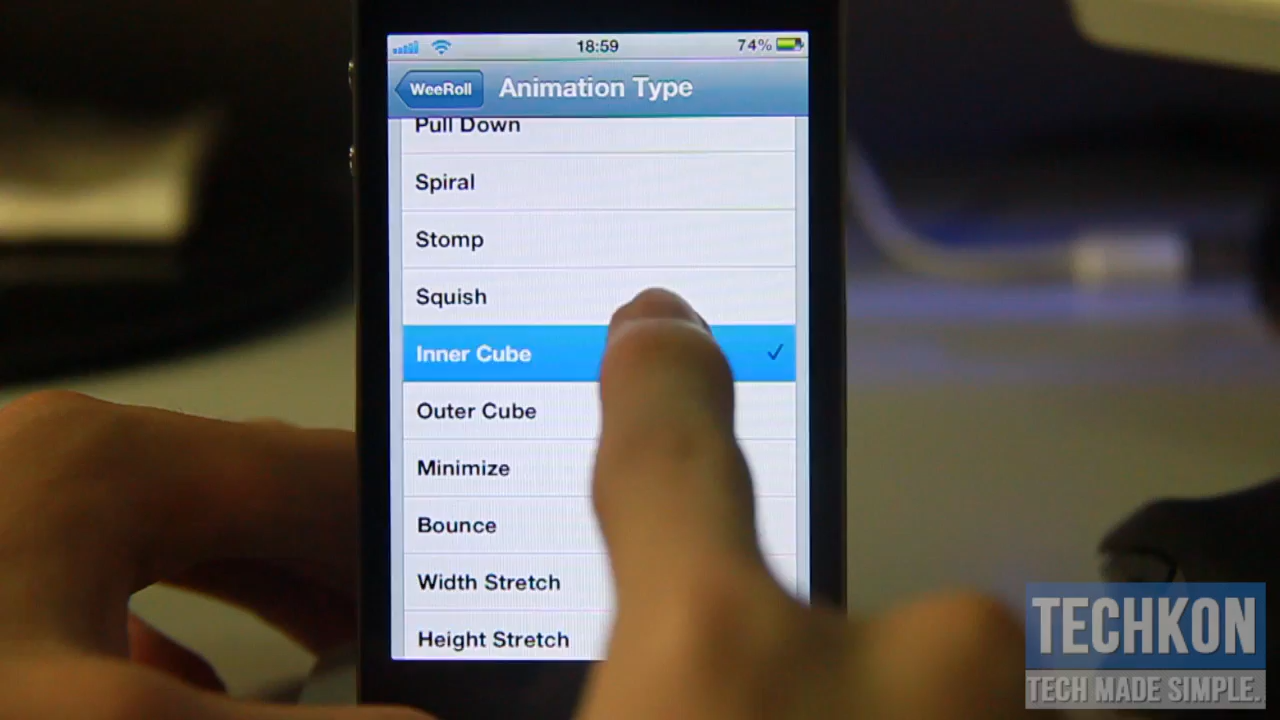 18:59
74%
WeeRoll
Animation Type
Pull Down
Spiral
Stomp
Squish
Inner Cube
Outer Cube
Minimize
Bounce
Width Stretch
Height Stretch
TECHKON
TECH MADE SIMPLE.